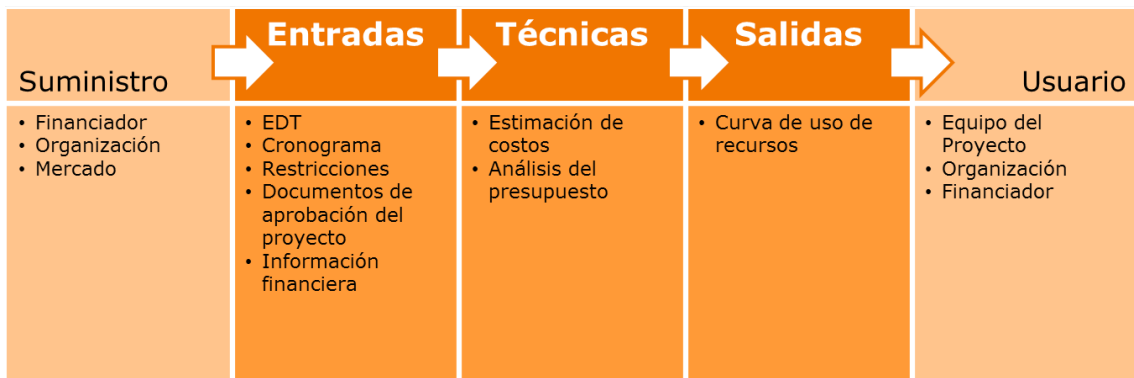 Suministro
• Financiador
• Organización
• Mercado
Entradas
• EDT
• Cronograma
• Restricciones
• Documentos de
aprobación del
proyecto
• Información
financiera
Técnicas
• Estimación de
costos
• Análisis del
presupuesto
Salidas
• Curva de uso de
recursos
Usuario
• Equipo del
Proyecto
• Organización
• Financiador